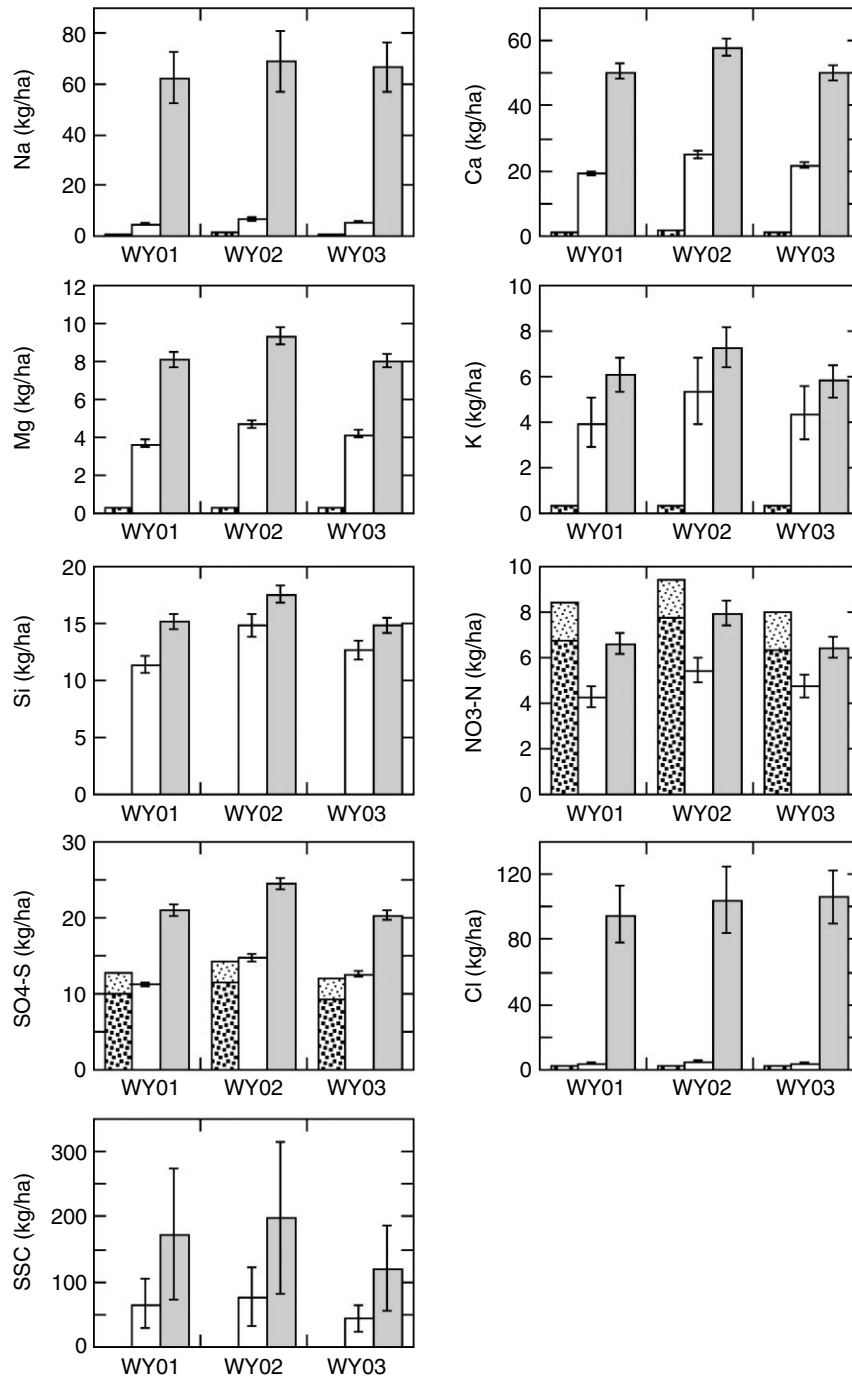 Na (kg/ha)
80
60
40
20
0
WY01 WY02 WY03
Ca (kg/ha)
60
40
20
0
WY01 WY02 WY03
Mg (kg/ha)
12
10
8
6
4
2
0
WY01 WY02 WY03
K (kg/ha)
10
8
6
4
2
0
WY01 WY02 WY03
Si (kg/ha)
20
15
10
5
0
WY01 WY02 WY03
NO3-N (kg/ha)
10
8
6
4
2
0
WY01 WY02 WY03
SO4-S (kg/ha)
30
20
10
0
WY01 WY02 WY03
Cl (kg/ha)
120
80
40
0
WY01 WY02 WY03
SSC (kg/ha)
300
200
100
0
WY01 WY02 WY03